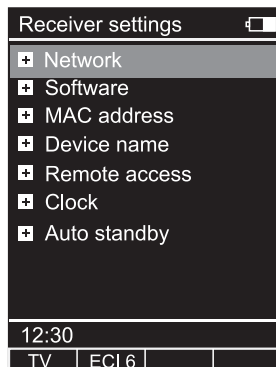 Receiver settings
Network
Software
MAC address
Device name
Remote access
Clock
Auto standby
12:30
TV ECI 6